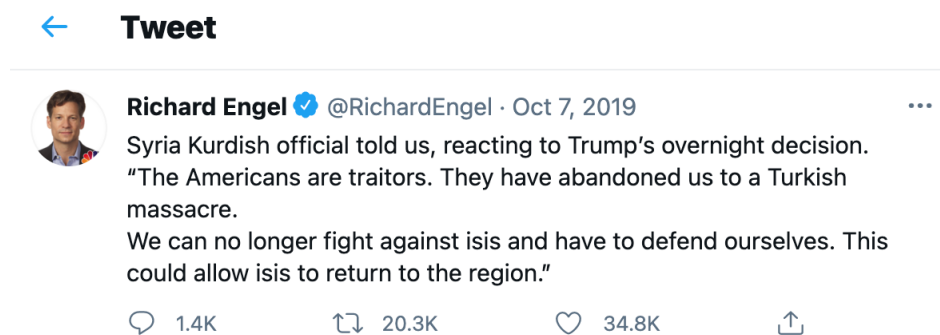 Tweet
Richard Engel @RichardEngel · Oct 7, 2019
Syria Kurdish official told us, reacting to Trump’s overnight decision.
“The Americans are traitors. They have abandoned us to a Turkish
massacre.
We can no longer fight against isis and have to defend ourselves. This
could allow isis to return to the region.”
1.4K 20.3K 34.8K